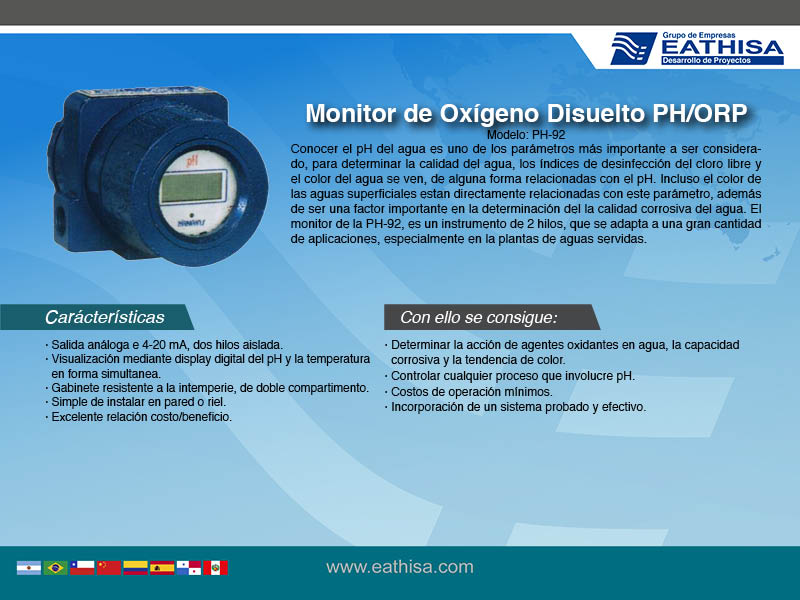 Grupo de Empresas
EATHISA
Desarrollo de Proyectos
Monitor de Oxígeno Disuelto PH/ORP
Modelo: PH-92
Conocer el pH del agua es uno de los parámetros más importante a ser considera-
do, para determinar la calidad del agua, los índices de desinfección del cloro libre y
el color del agua se ven, de alguna forma relacionadas con el pH. Incluso el color de
las aguas superficiales estan directamente relacionadas con este parámetro, además
de ser una factor importante en la determinación del la calidad corrosiva del agua. El
monitor de la PH-92, es un instrumento de 2 hilos, que se adapta a una gran cantidad
de aplicaciones, especialmente en la plantas de aguas servidas.
pH
Carácterísticas
· Salida análoga e 4-20 mA, dos hilos aislada.
· Visualización mediante display digital del pH y la temperatura
en forma simultanea.
· Gabinete resistente a la intemperie, de doble compartimento.
· Simple de instalar en pared o riel.
· Excelente relación costo/beneficio.
Con ello se consigue:
· Determinar la acción de agentes oxidantes en agua, la capacidad
corrosiva y la tendencia de color.
· Controlar cualquier proceso que involucre pH.
· Costos de operación mínimos.
· Incorporación de un sistema probado y efectivo.
www.eathisa.com